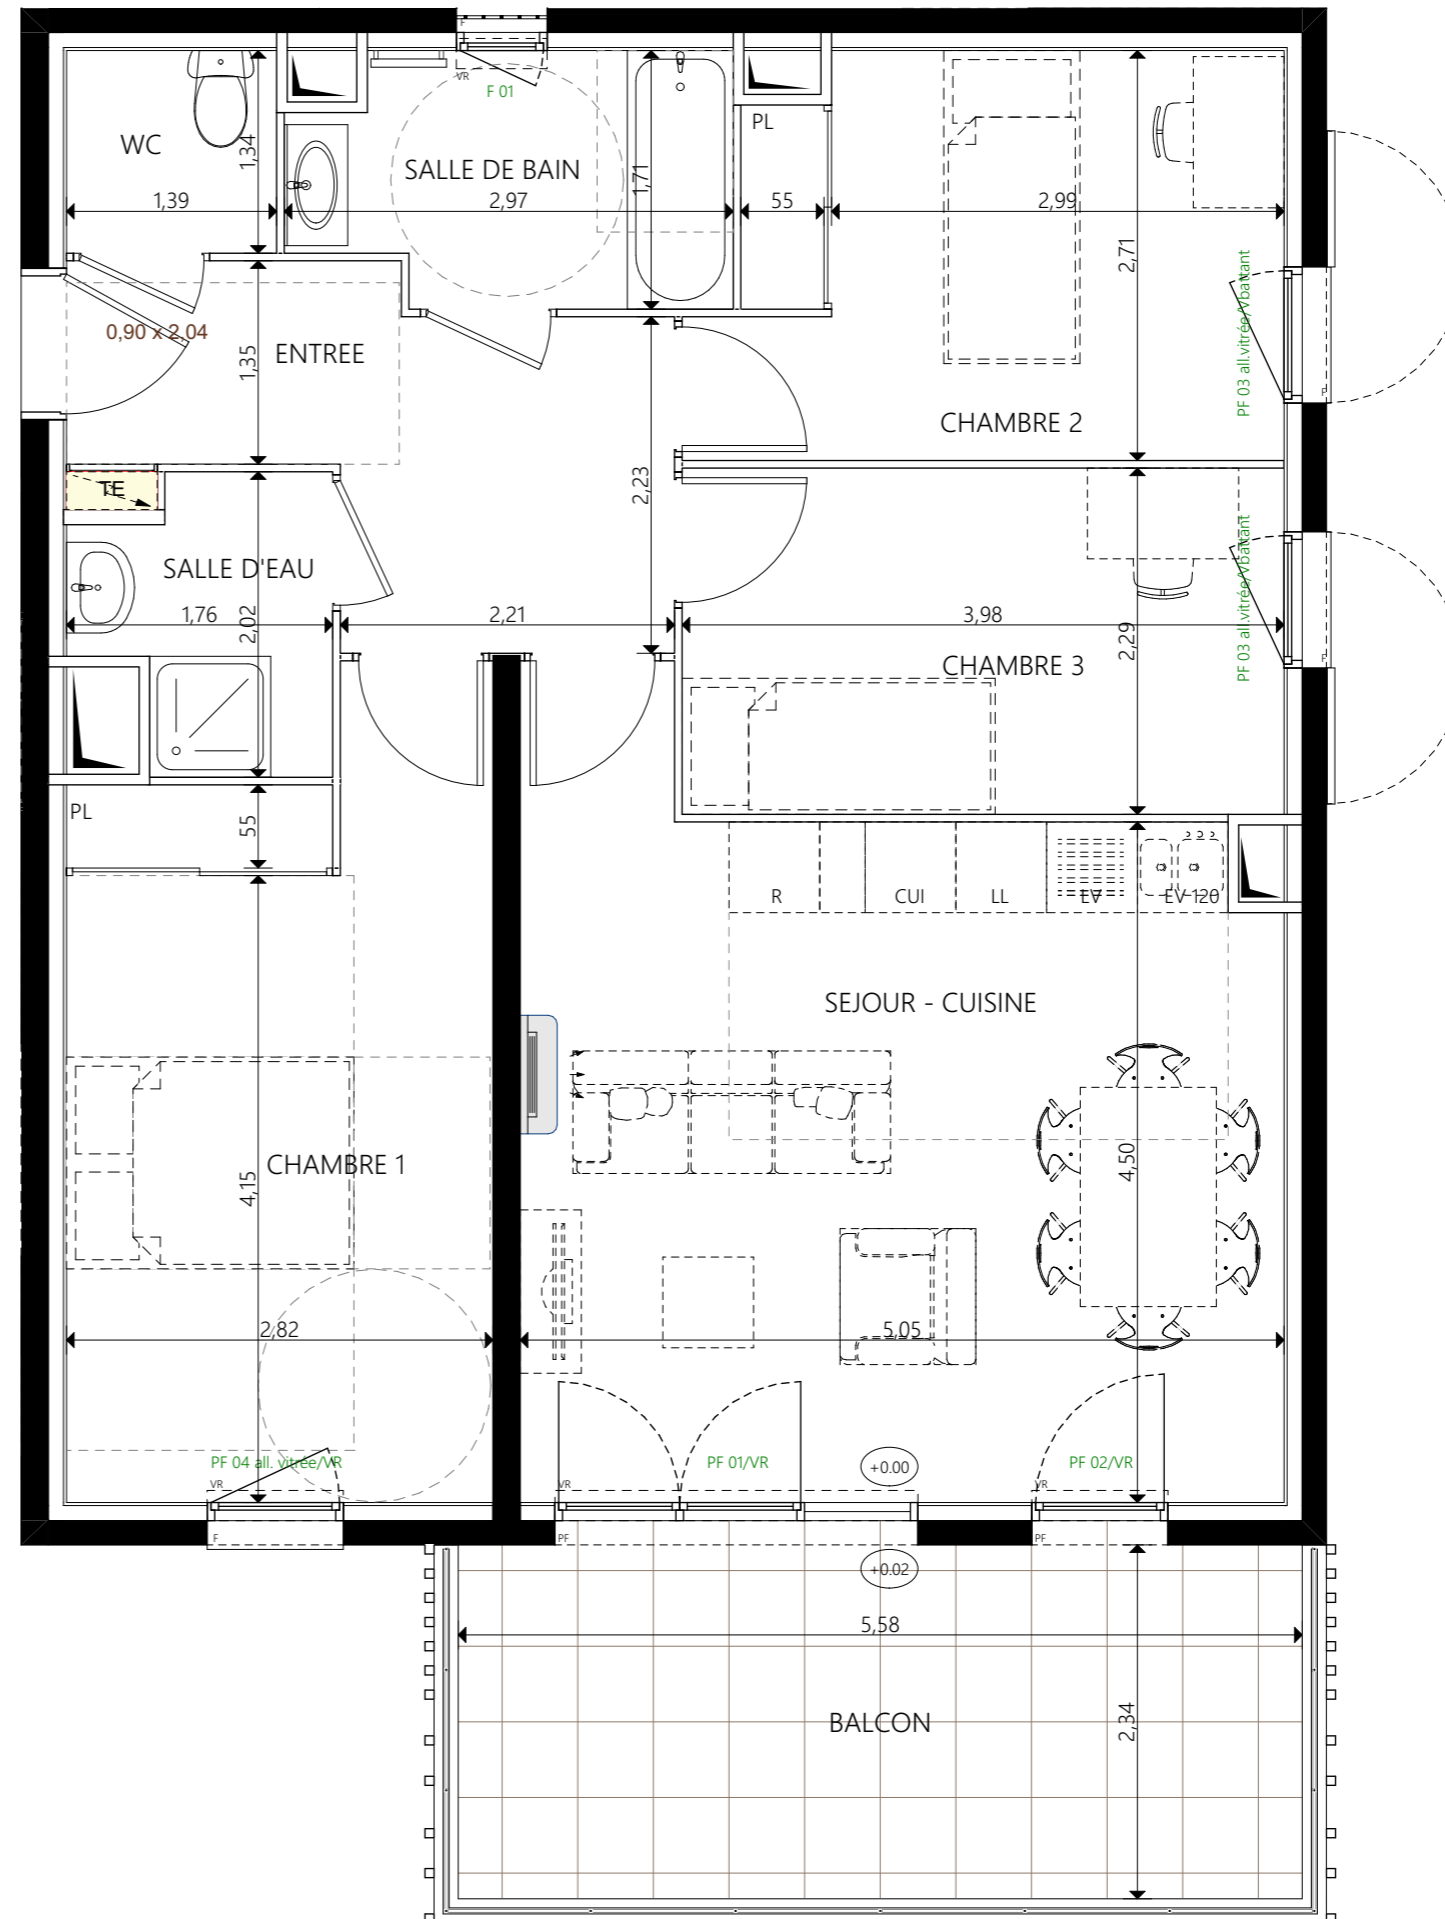 F
VR
F 01
WC
1,34
SALLE DE BAIN
1,71
PL
1,39
2,97
55
2,99
2,71
PF 03 all.vitrée/Vbattant
F
0,90 x 2,04
1,35
ENTREE
CHAMBRE 2
TE
2,23
SALLE D'EAU
1,76
2,02
2,21
3,98
2,29
PF 03 all.vitrée/Vbattant
F
CHAMBRE 3
PL
55
R
CUI
LL
LV
EV 120
SEJOUR - CUISINE
CHAMBRE 1
4,15
4,50
2,82
5,05
PF 04 all. vitrée/VR
VR
F
PF 01/VR
VR
PF
+0.00
PF 02/VR
VR
PF
+0.02
5,58
BALCON
2,34